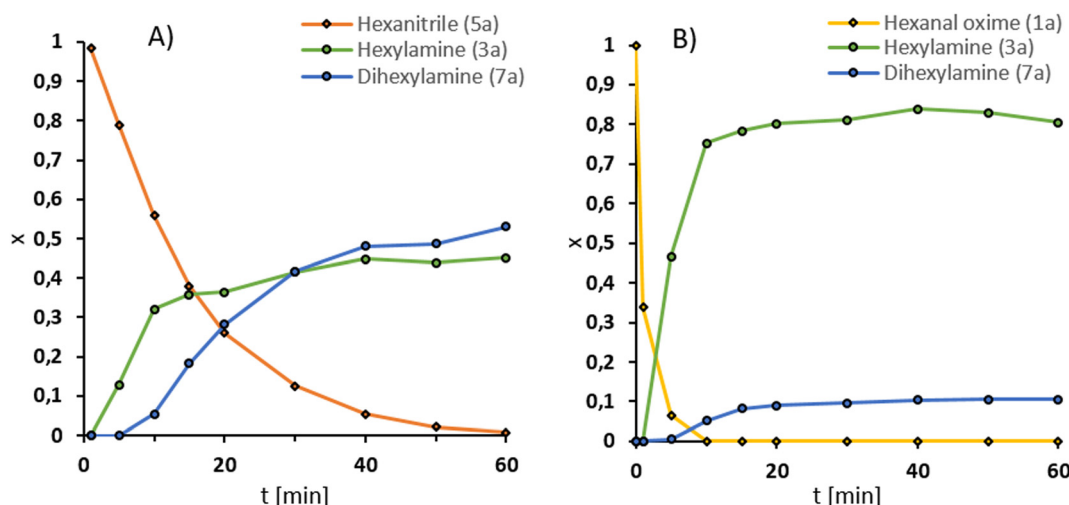 A)
Hexanitrile (5a)
Hexylamine (3a)
Dihexylamine (7a)
1
0,9
0,8
0,7
0,6
0,5
0,4
0,3
0,2
0,1
0
x
0 20 40 60
t [min]
B)
Hexanal oxime (1a)
Hexylamine (3a)
Dihexylamine (7a)
1
0,9
0,8
0,7
0,6
0,5
0,4
0,3
0,2
0,1
0
x
0 20 40 60
t [min]